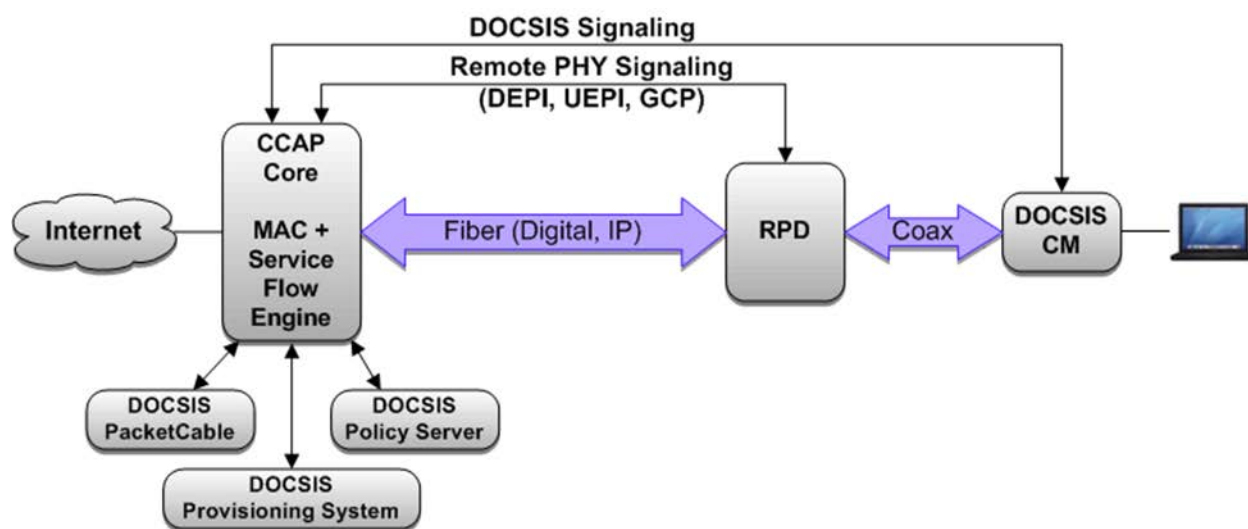 DOCSIS Signaling
Remote PHY Signaling
(DEPI, UEPI, GCP)
CCAP
Core
MAC +
Service
Flow
Engine
Internet
Fiber (Digital, IP)
RPD
Coax
DOCSIS
CM
DOCSIS
PacketCable
DOCSIS
Policy Server
DOCSIS
Provisioning System